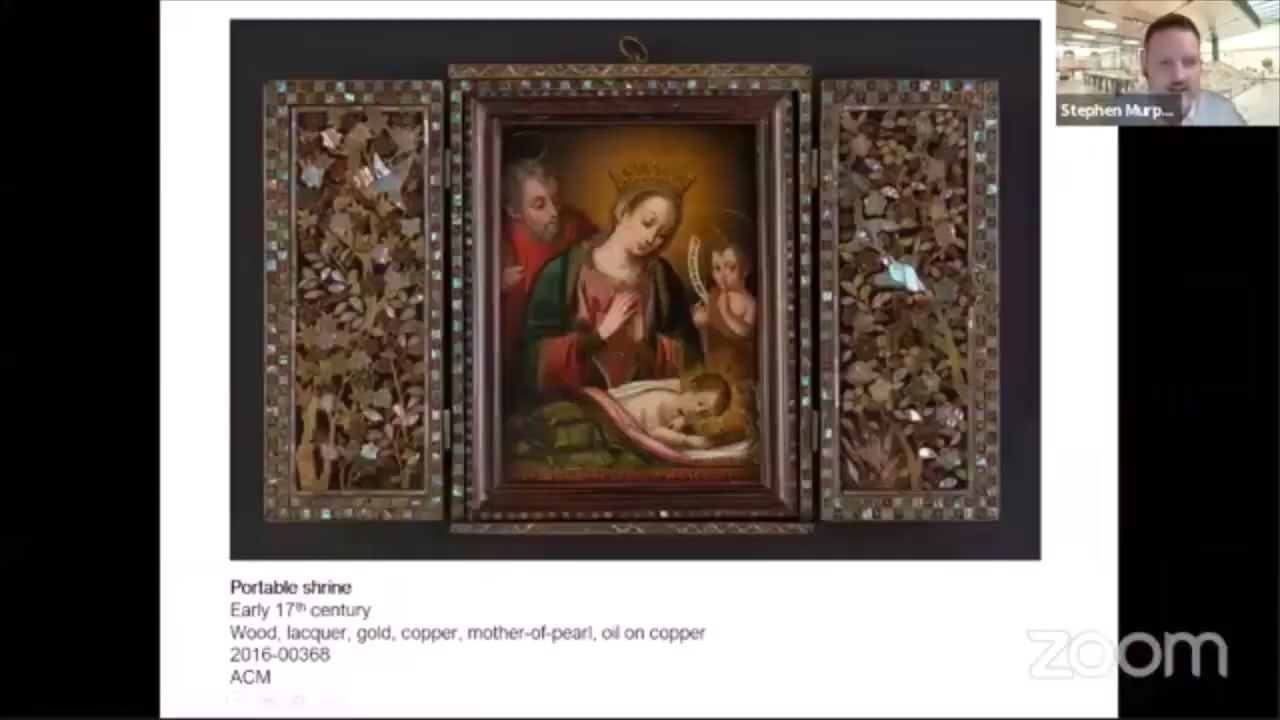 Stephen Murp...
Portable shrine
Early 17th century
Wood, lacquer, gold, copper, mother-of-pearl, oil on copper
2016-00368
ACM
zoom